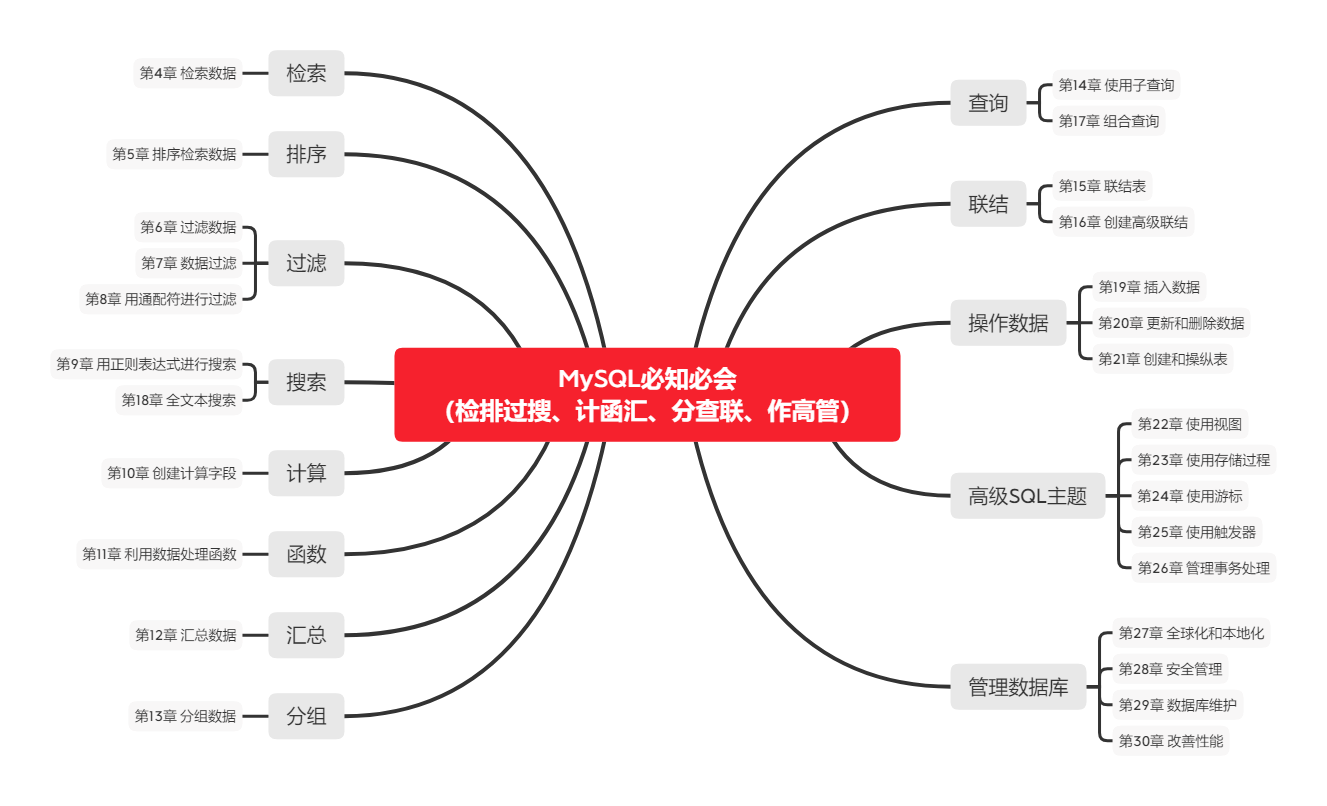 MySQL必知必会
（检排过搜、计函汇、分查联、作高管）
检索
第4章 检索数据
排序
第5章 排序检索数据
过滤
第6章 过滤数据
第7章 数据过滤
第8章 用通配符进行过滤
搜索
第9章 用正则表达式进行搜索
第18章 全文本搜索
计算
第10章 创建计算字段
函数
第11章 利用数据处理函数
汇总
第12章 汇总数据
分组
第13章 分组数据
查询
第14章 使用子查询
第17章 组合查询
联结
第15章 联结表
第16章 创建高级联结
操作数据
第19章 插入数据
第20章 更新和删除数据
第21章 创建和操纵表
高级SQL主题
第22章 使用视图
第23章 使用存储过程
第24章 使用游标
第25章 使用触发器
第26章 管理事务处理
管理数据库
第27章 全球化和本地化
第28章 安全管理
第29章 数据库维护
第30章 改善性能